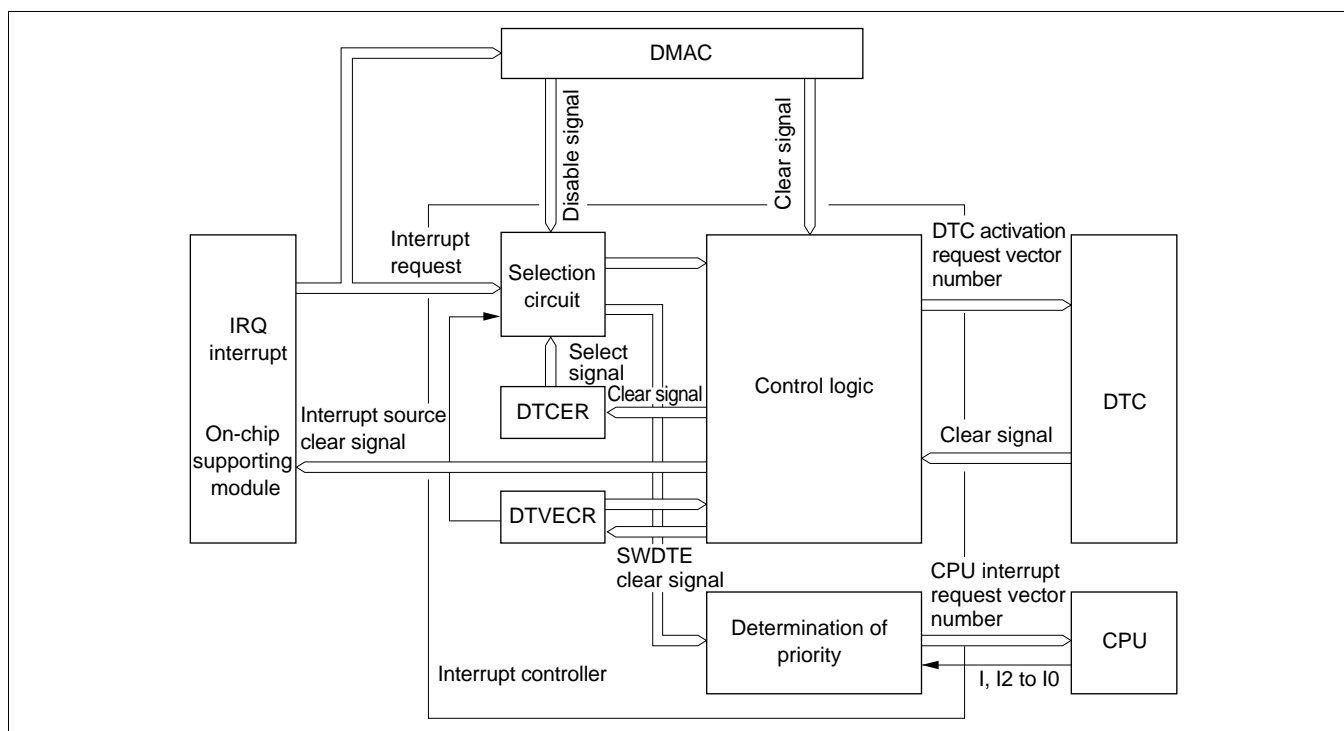 DMAC
Disable signal
Clear signal
Interrupt
request
Selection
circuit
DTC activation
request vector
number
IRQ
interrupt
Select
signal
Control logic
DTC
DTCER
Clear signal
Interrupt source
clear signal
On-chip
supporting
module
Clear signal
DTVECR
SWDTE
clear signal
CPU interrupt
request vector
number
Determination of
priority
CPU
Interrupt controller
I, I2 to I0